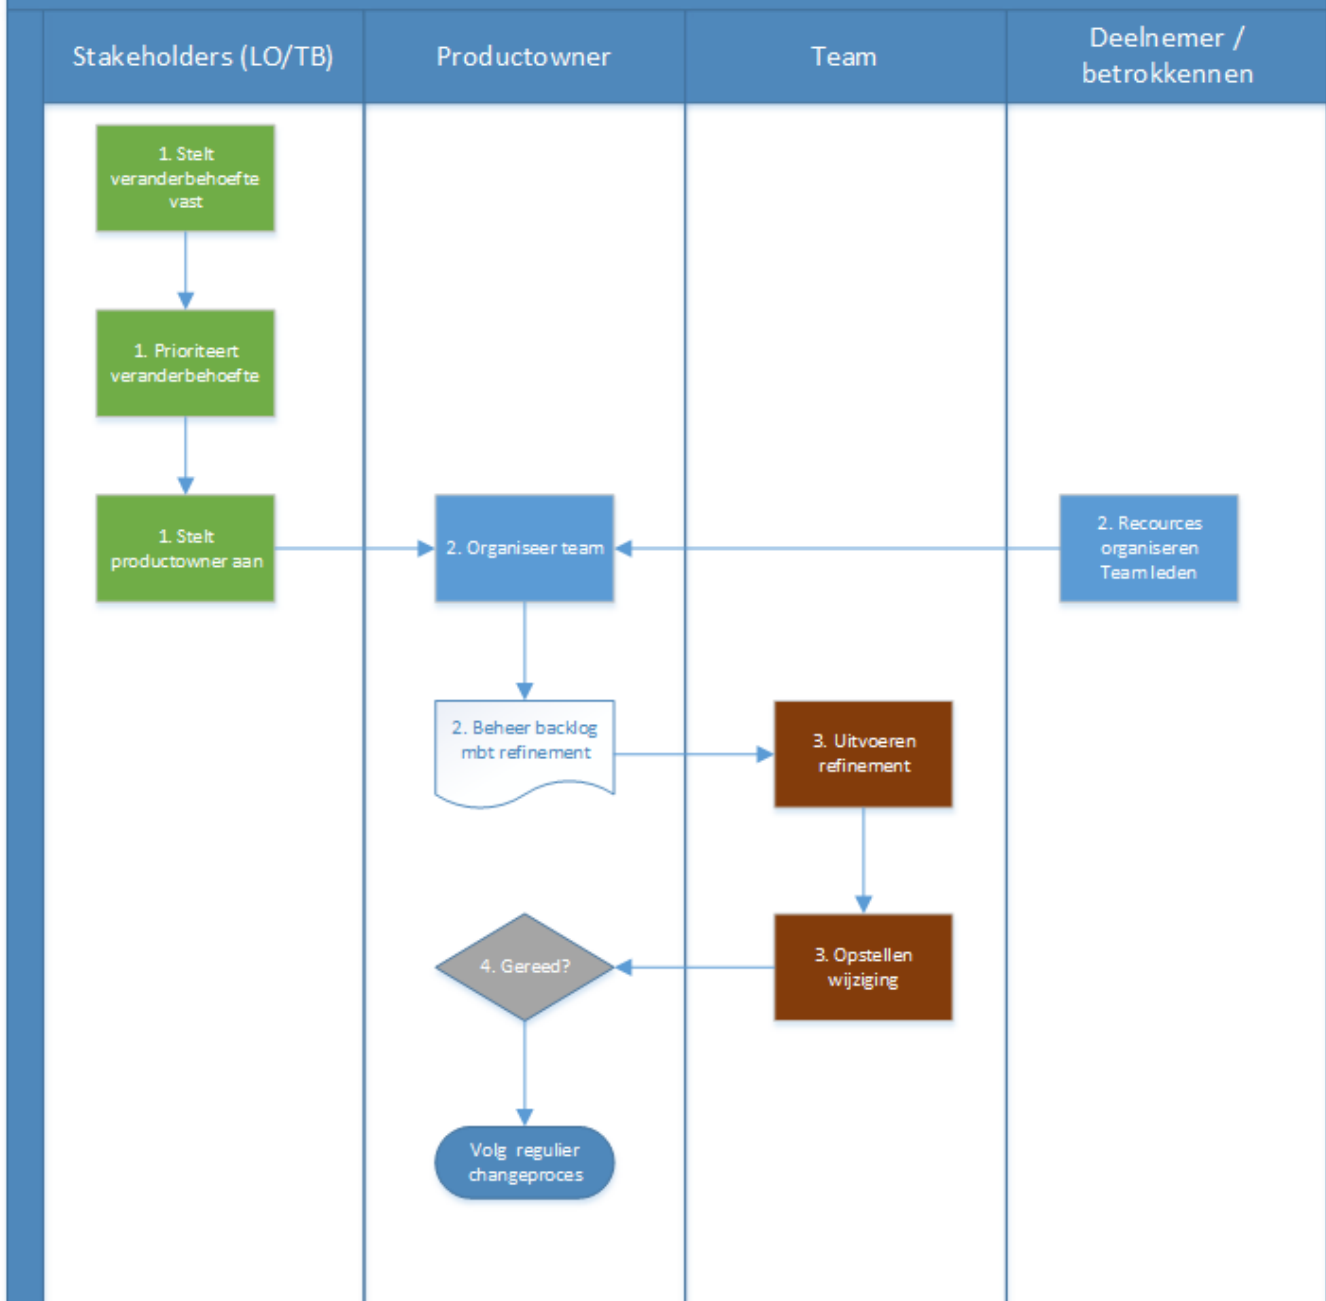 Stakeholders (LO/TB)
Productowner
Team
Deelnemer /
betrokkennen
1. Stelt
veranderbehoefte
vast
1. Prioriteert
veranderbehoefte
1. Stelt
productowner aan
2. Organiseer team
2. Recources
organiseren
Team leden
2. Beheer backlog
mbt refinement
3. Uitvoeren
refinement
4. Gereed?
3. Opstellen
wijziging
Volg regulier
changeproces